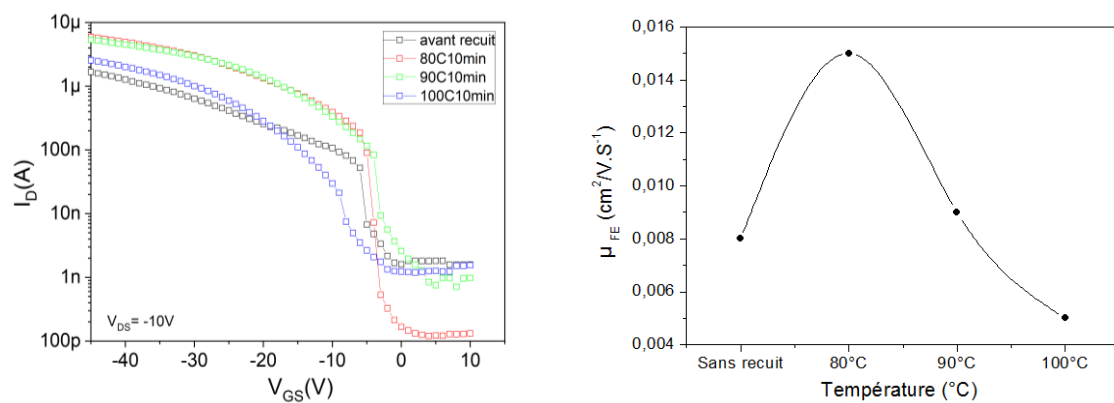 10µ
1µ
100n
10n
1n
100p
I_D(A)
avant recuit
80C10min
90C10min
100C10min
V_DS= -10V
-40 -30 -20 -10 0 10
V_GS(V)
0,016
0,014
0,012
0,010
0,008
0,006
0,004
µ_FE (cm²/V.S⁻¹)
Sans recuit 80°C 90°C 100°C
Température (°C)